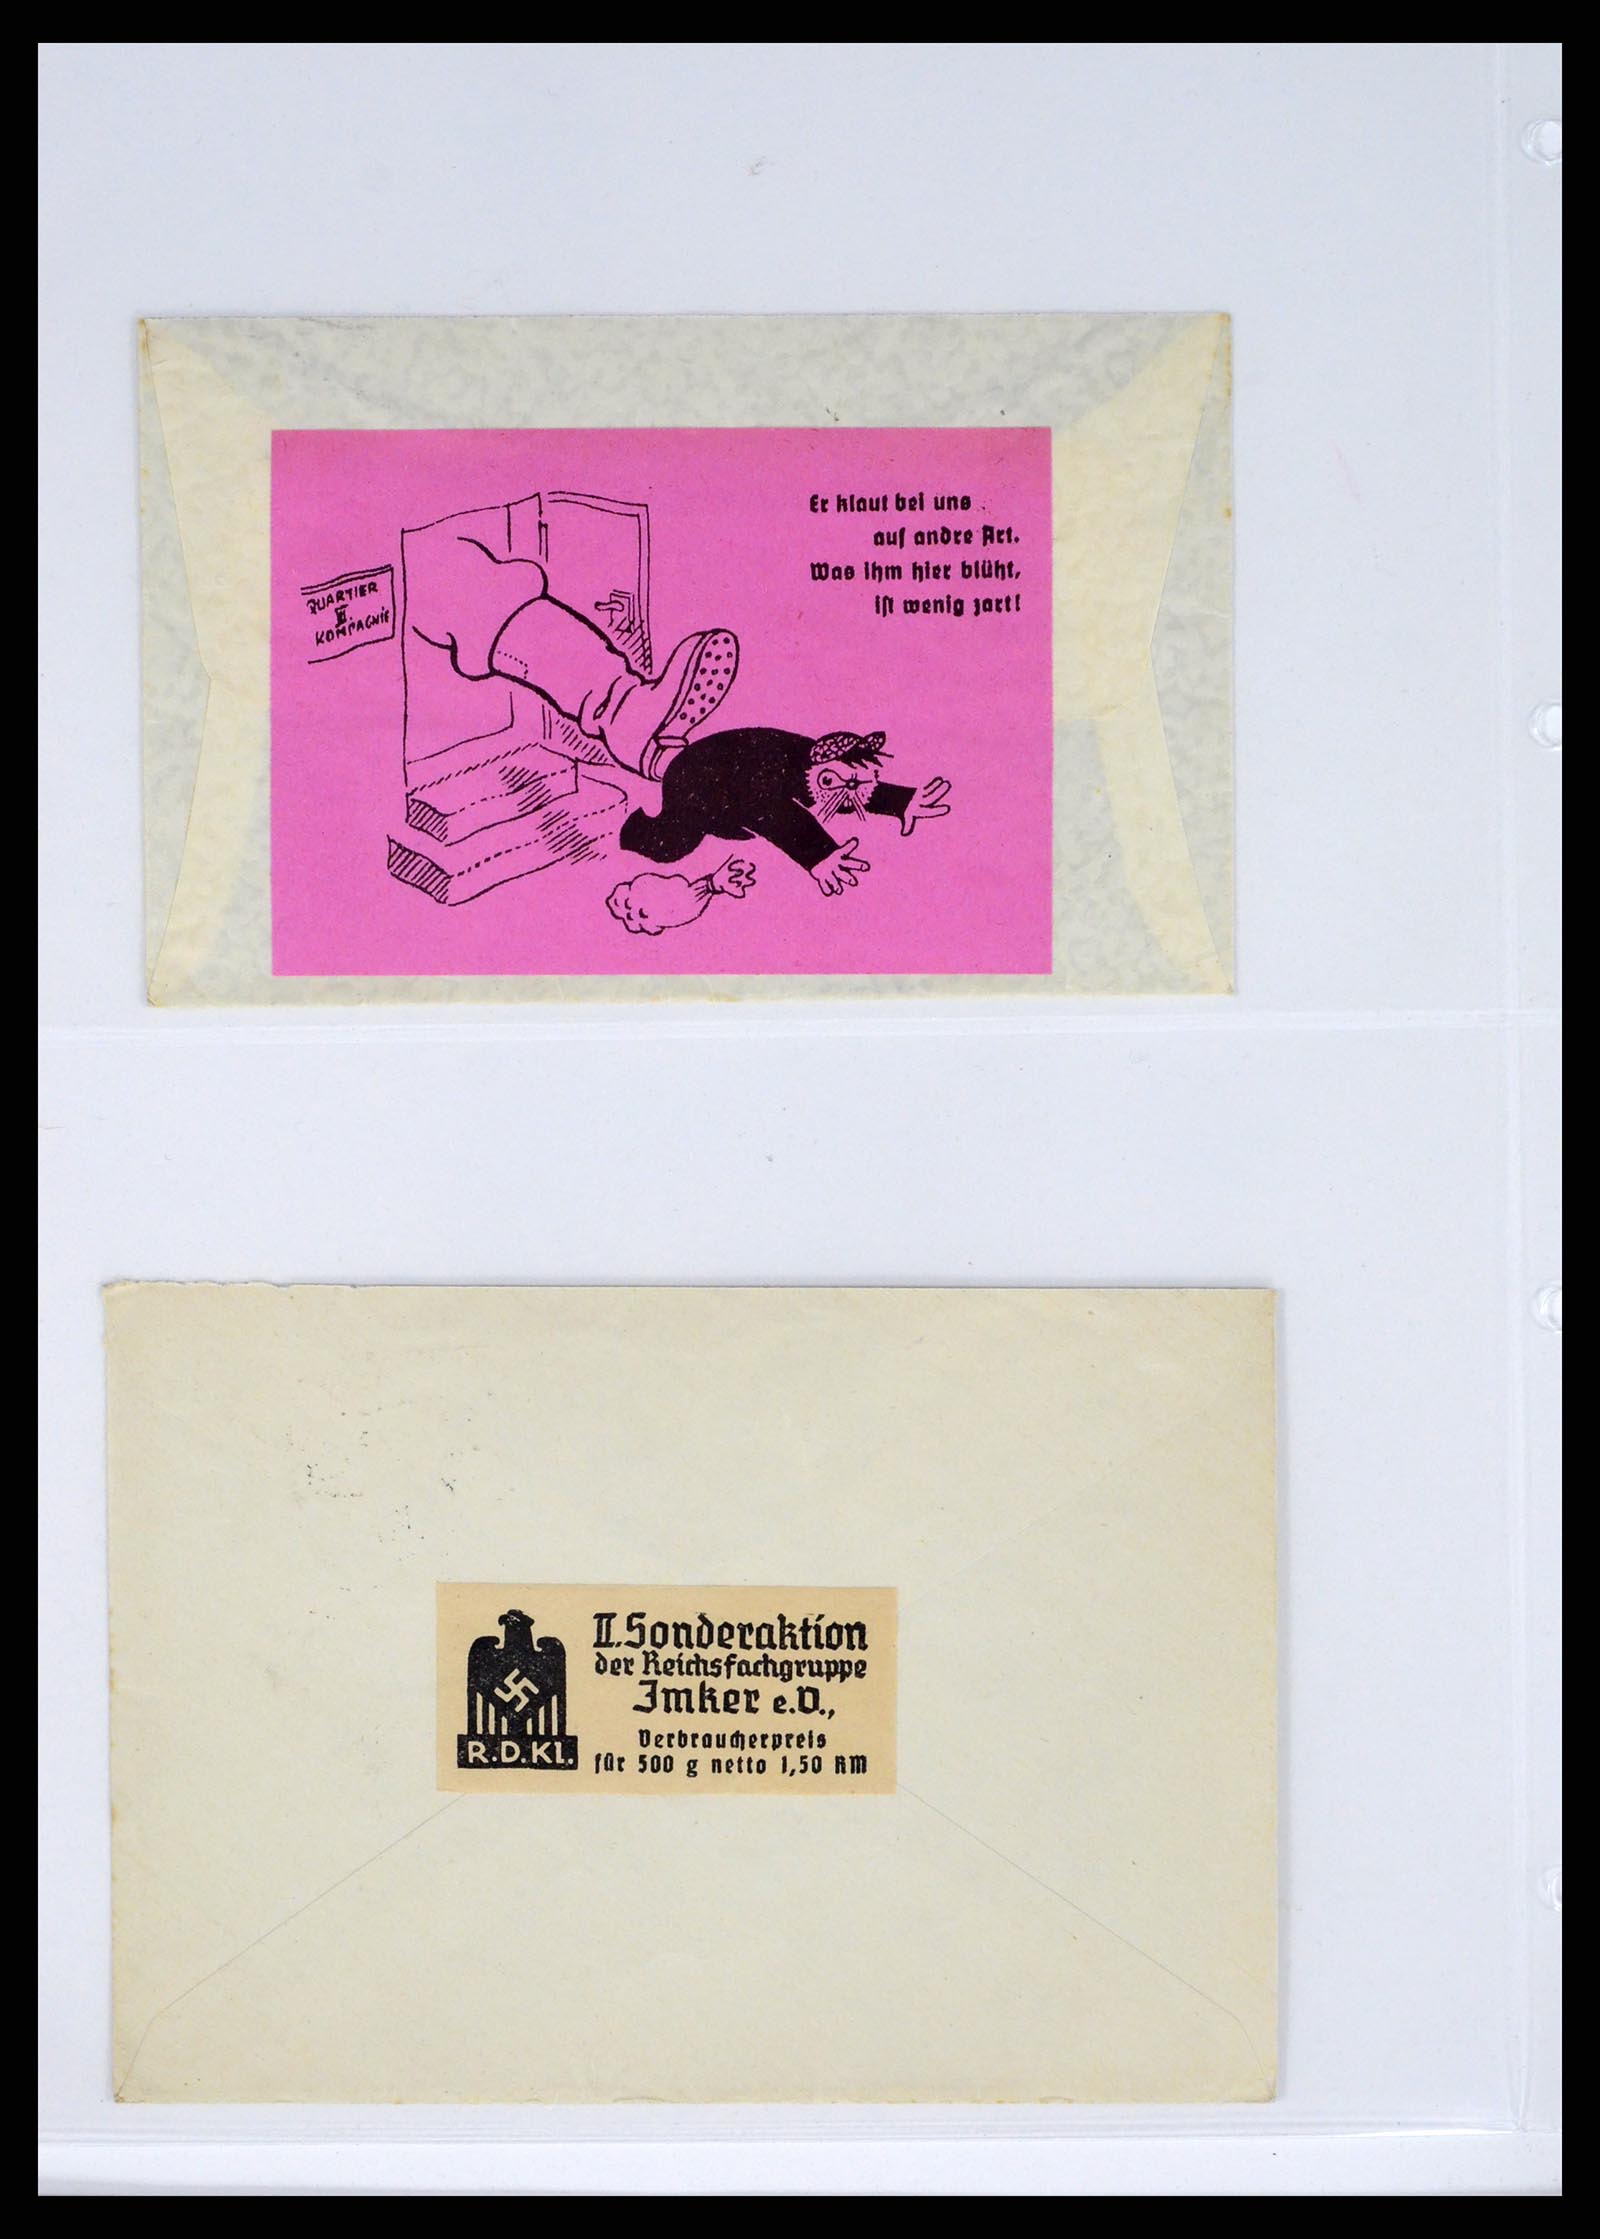 Er klaut bei uns
auf andre Art.
Was ihm hier blüht,
ist wenig zart!
QUARTIER
III.
KOMPAGNIE
II. Sonderaktion
der Reichsfachgruppe
Imker e.V.,
Verbraucherpreis
für 500 g netto 1,50 RM
R.D.Kl.